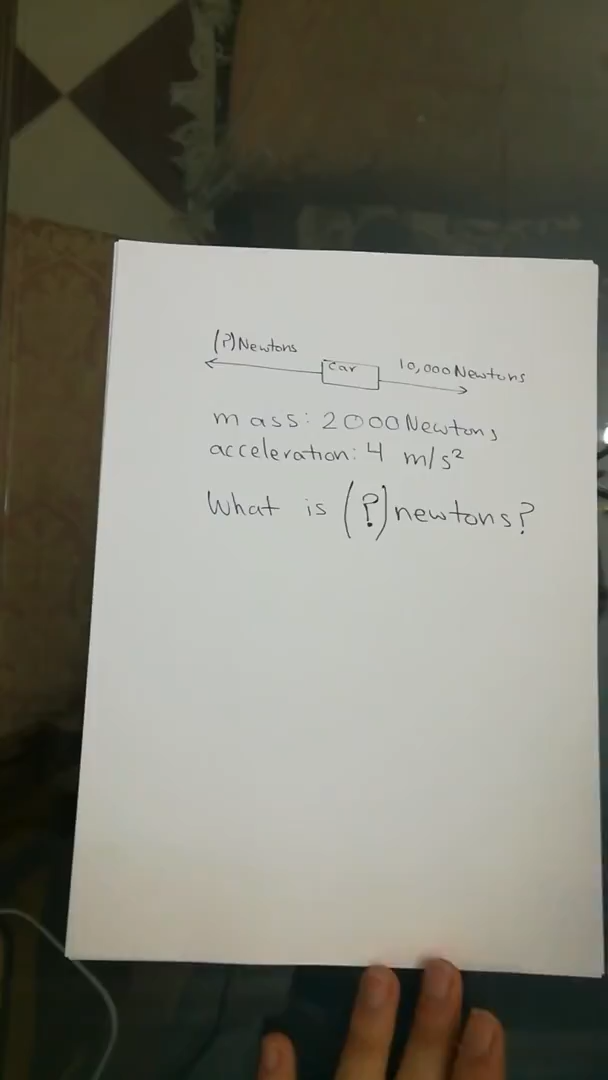 (?) Newtons
car
10,000 Newtons
mass: 2000 Newtons
acceleration: 4 m/s²
What is (?) newtons?